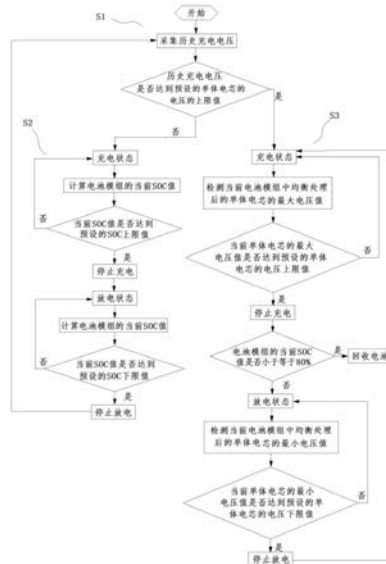 S1
开始
采集历史充电电压
历史充电电压
是否达到预设的单体电芯的
电压的上限值
否
是
S2
充电状态
计算电池模组的当前SOC值
当前SOC值是否达到
预设的SOC上限值
否
是
停止充电
放电状态
计算电池模组的当前SOC值
当前SOC值是否达到
预设的SOC下限值
否
是
停止放电
S3
充电状态
检测当前电池模组中均衡处理
后的单体电芯的最大电压值
当前单体电芯的最大
电压值是否达到预设的单体
电芯的电压上限值
否
是
停止充电
电池模组的当前SOC
值是否小于等于80%
是
回收电池
否
放电状态
检测当前电池模组中均衡处理
后的单体电芯的最小电压值
当前单体电芯的最小
电压值是否达到预设的单
体电芯的电压下限值
否
是
停止放电